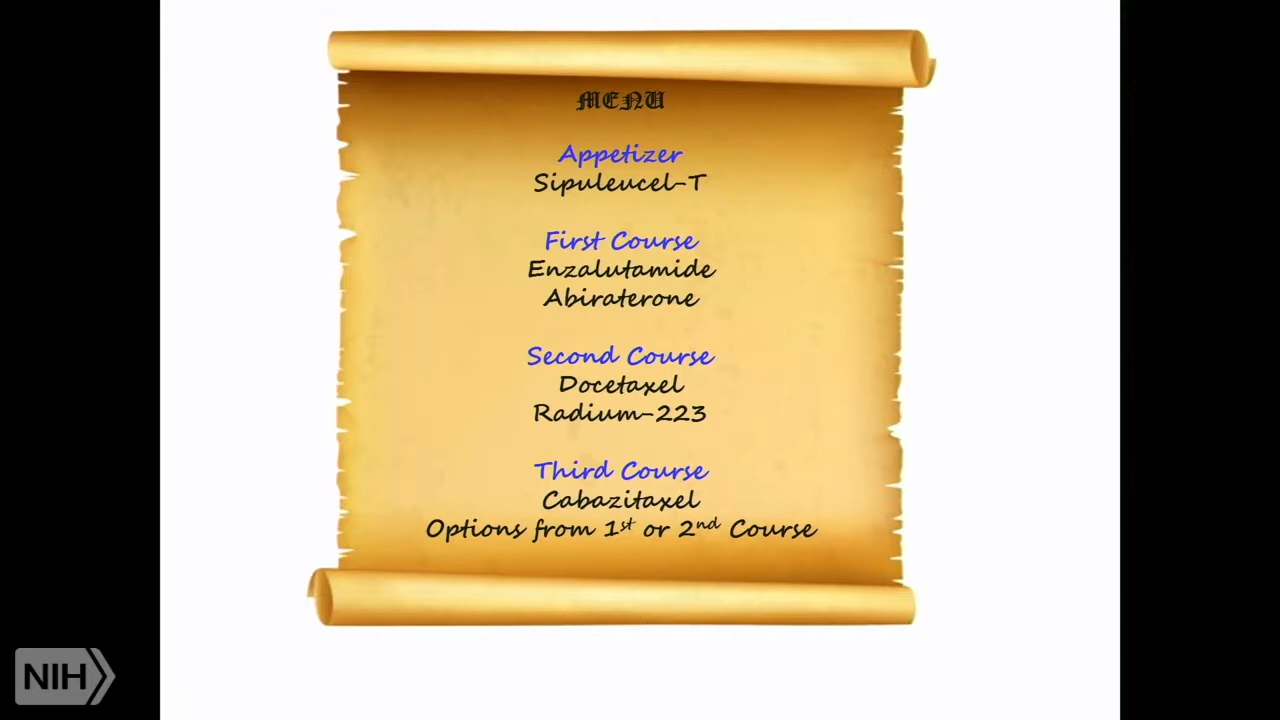 MENU
Appetizer
Sipuleucel-T
First Course
Enzalutamide
Abiraterone
Second Course
Docetaxel
Radium-223
Third Course
Cabazitaxel
Options from 1st or 2nd Course
NIH